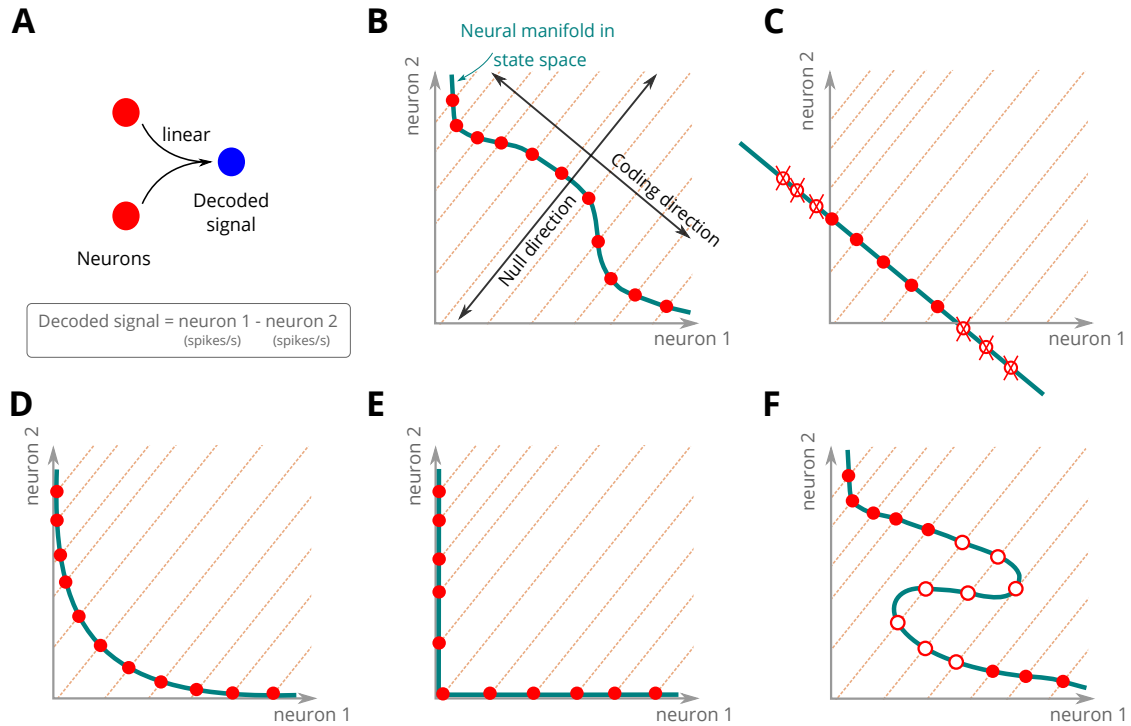 A
linear
Decoded
signal
Neurons
Decoded signal = neuron 1 - neuron 2
(spikes/s) (spikes/s)
B
Neural manifold in
state space
neuron 2
Coding direction
Null direction
neuron 1
C
neuron 2
neuron 1
D
neuron 2
neuron 1
E
neuron 2
neuron 1
F
neuron 2
neuron 1